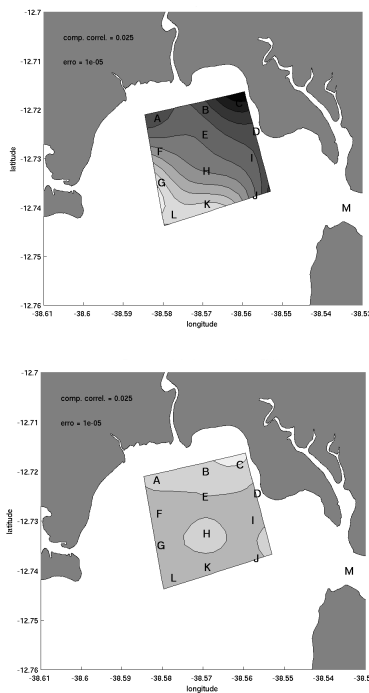 -12.7
comp. correl. = 0.025
-12.71
erro = 1e-05
-12.72
A B C
E D
-12.73
F I
latitude
G H
J
-12.74
L K M
-12.75
-12.76
-38.61 -38.6 -38.59 -38.58 -38.57 -38.56 -38.55 -38.54 -38.53
longitude
-12.7
comp. correl. = 0.025
-12.71
erro = 1e-05
-12.72
A B C
E D
-12.73
F I
latitude
G H
J
-12.74
L K M
-12.75
-12.76
-38.61 -38.6 -38.59 -38.58 -38.57 -38.56 -38.55 -38.54
longitude